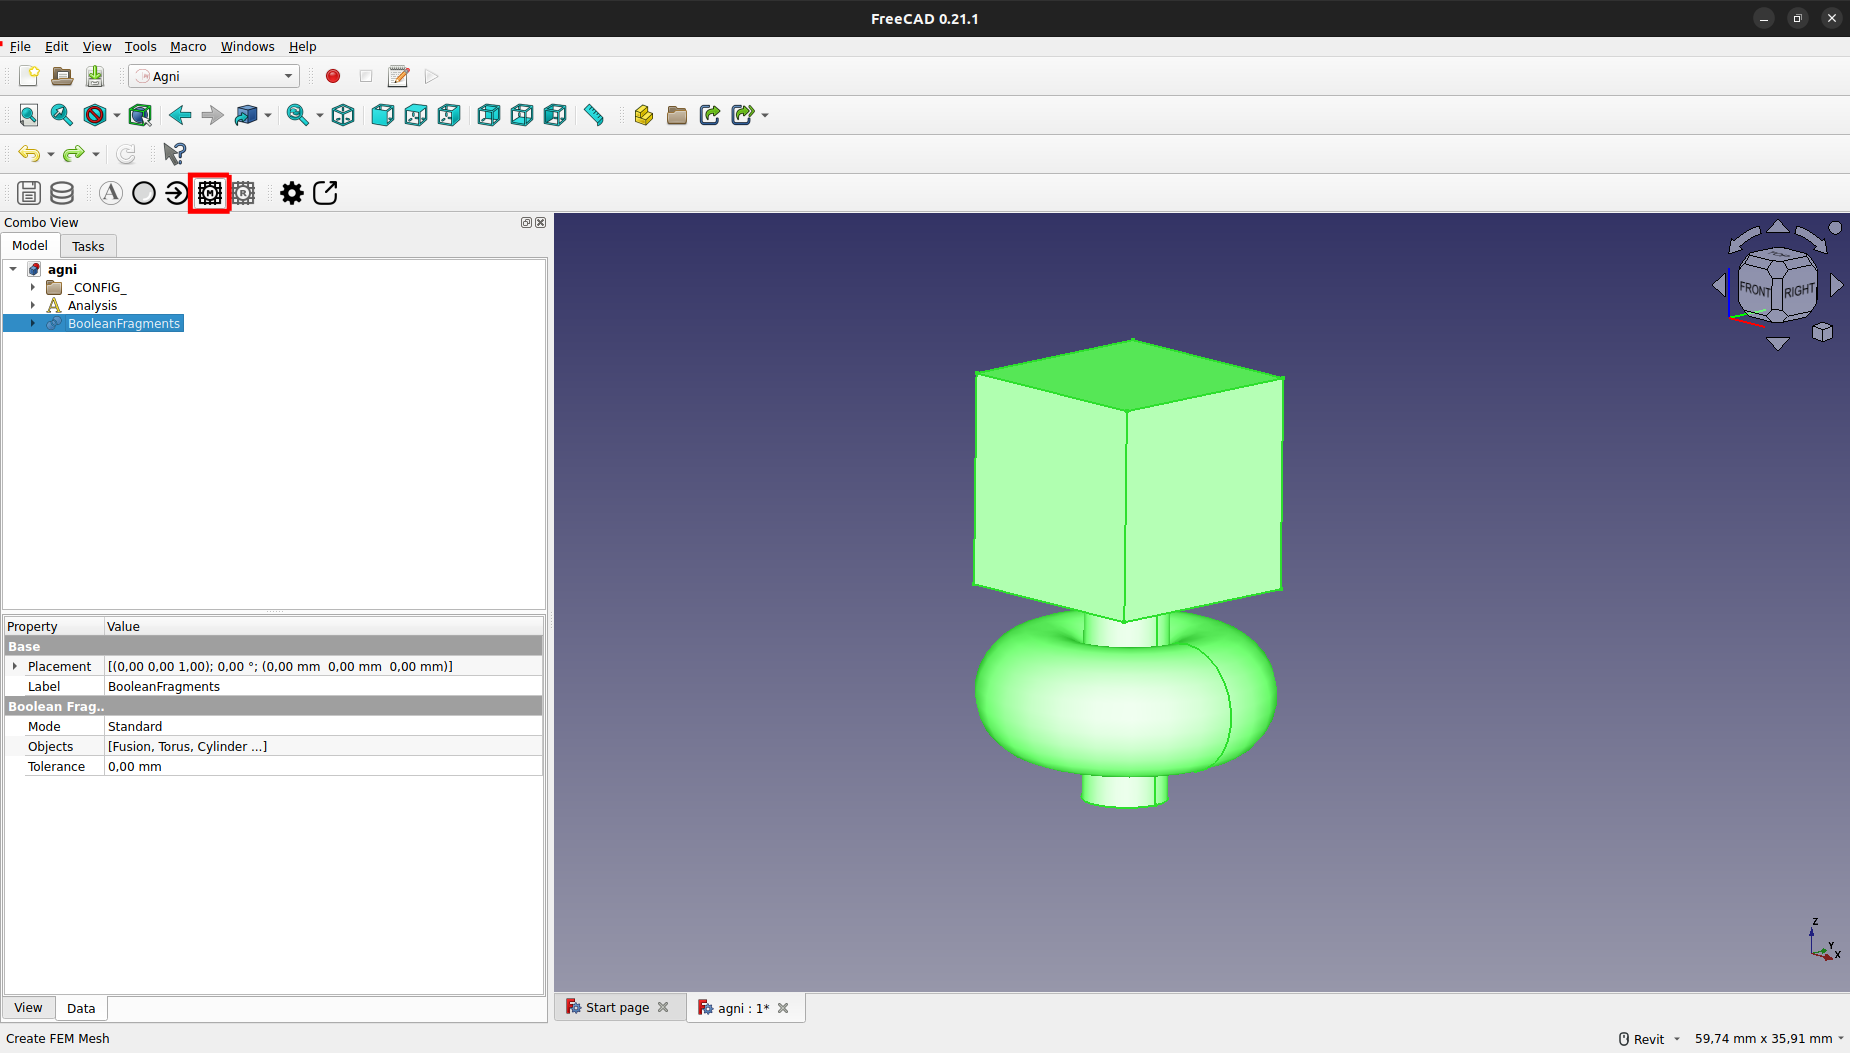 FreeCAD 0.21.1
File Edit View Tools Macro Windows Help
Agni
Combo View
Model Tasks
agni
_CONFIG_
Analysis
BooleanFragments
Property Value
Base
Placement [(0,00 0,00 1,00); 0,00 °; (0,00 mm 0,00 mm 0,00 mm)]
Label BooleanFragments
Boolean Frag..
Mode Standard
Objects [Fusion, Torus, Cylinder ...]
Tolerance 0,00 mm
View Data
TOP
FRONT RIGHT
Z
Y
X
Start page agni : 1*
Create FEM Mesh
Revit 59,74 mm x 35,91 mm